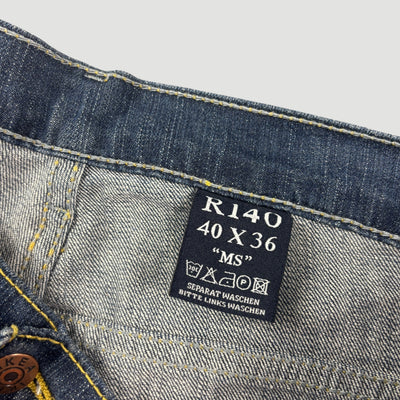 R140
40 X 36
"MS"
SEPARAT WASCHEN
BITTE LINKS WASCHEN